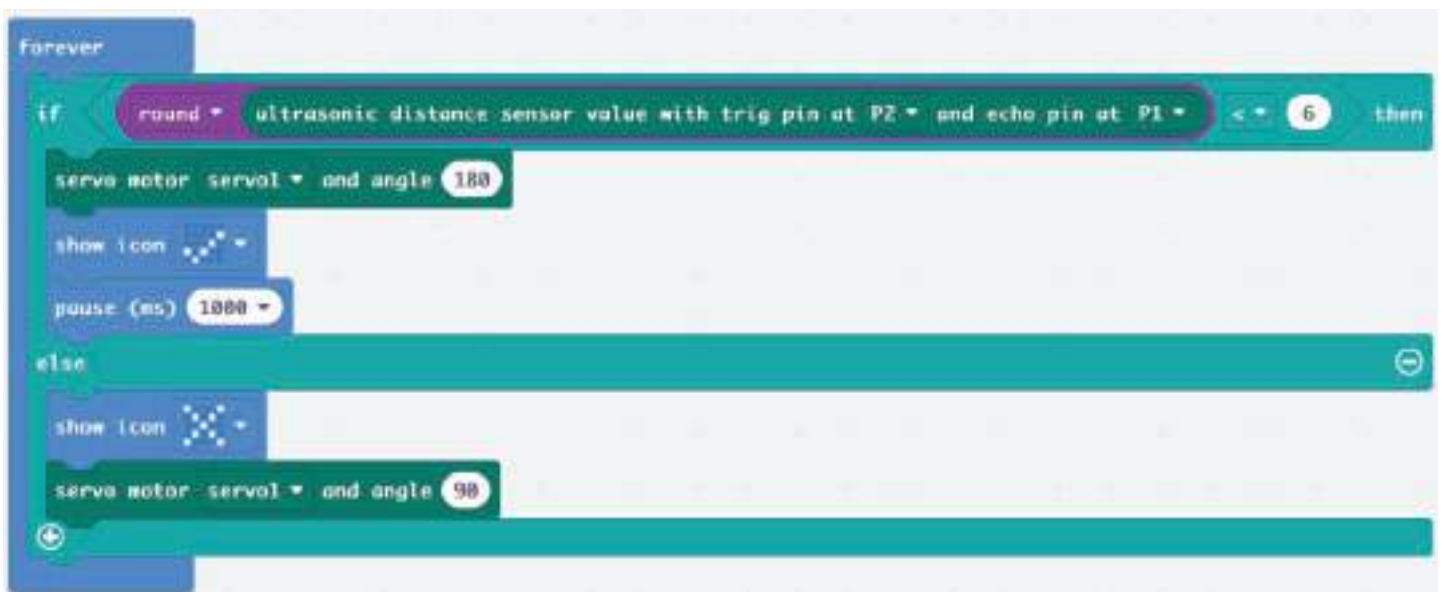 forever
if round ultrasonic distance sensor value with trig pin at P2 and echo pin at P1 < 6 then
servo motor servo1 and angle 180
show icon
pause (ms) 1000
else
show icon
servo motor servo1 and angle 90